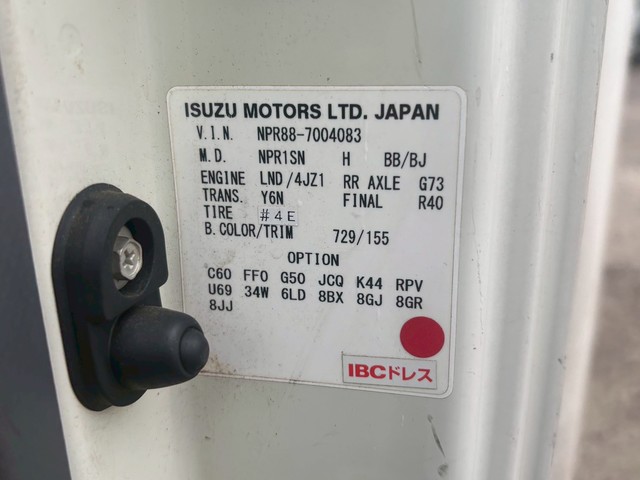 ISUZU MOTORS LTD. JAPAN
V.I.N. NPR88-7004083
M.D. NPR1SN H BB/BJ
ENGINE LND/4JZ1 RR AXLE G73
TRANS. Y6N FINAL R40
TIRE #4E
B.COLOR/TRIM 729/155
OPTION
C60 FF0 G50 JCQ K44 RPV
U69 34W 6LD 8BX 8GJ 8GR
8JJ
IBCドレス